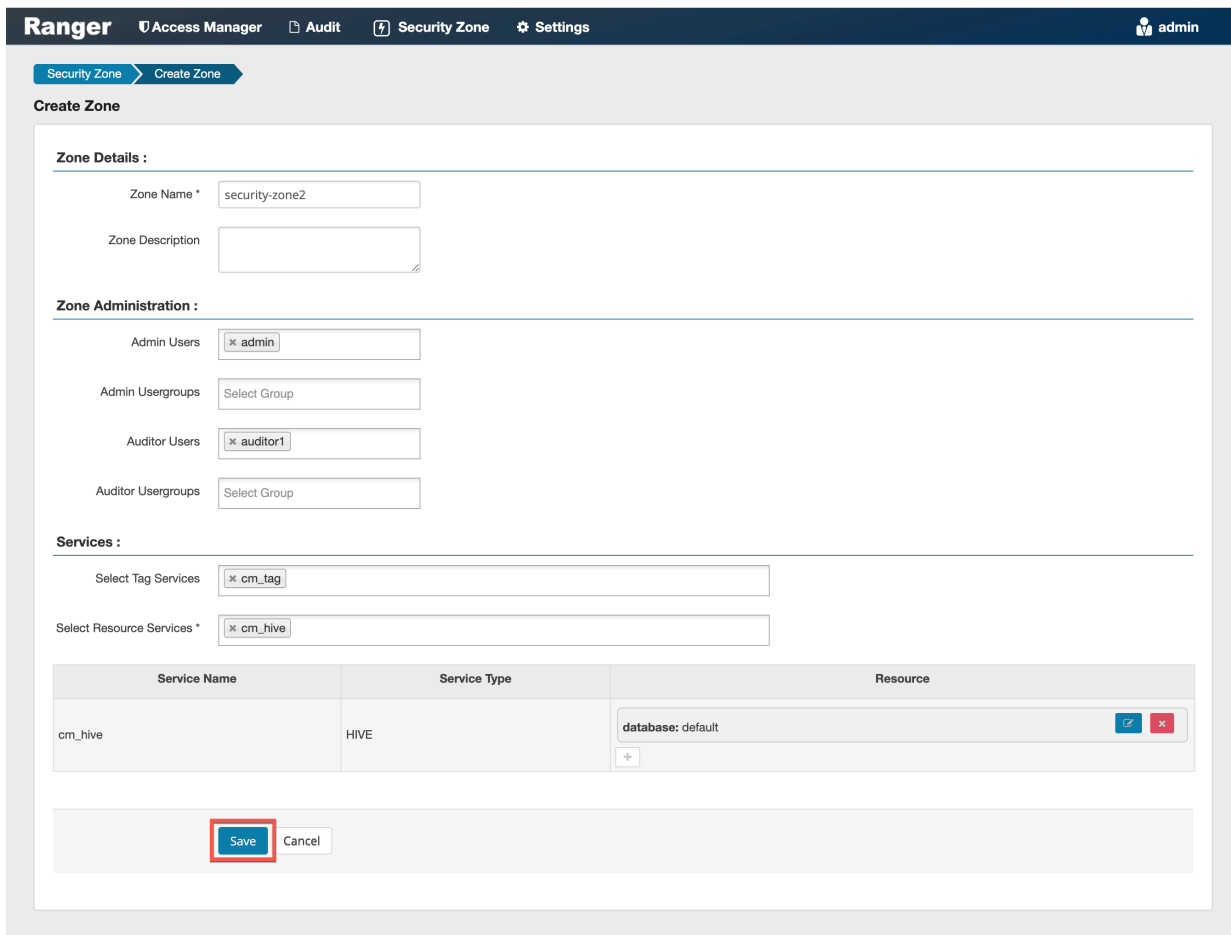 Ranger Access Manager Audit Security Zone Settings admin
Security Zone Create Zone
Create Zone
Zone Details :
Zone Name * security-zone2
Zone Description
Zone Administration :
Admin Users × admin
Admin Usergroups Select Group
Auditor Users × auditor1
Auditor Usergroups Select Group
Services :
Select Tag Services × cm_tag
Select Resource Services * × cm_hive
Service Name Service Type Resource
cm_hive HIVE database: default
+
Save Cancel